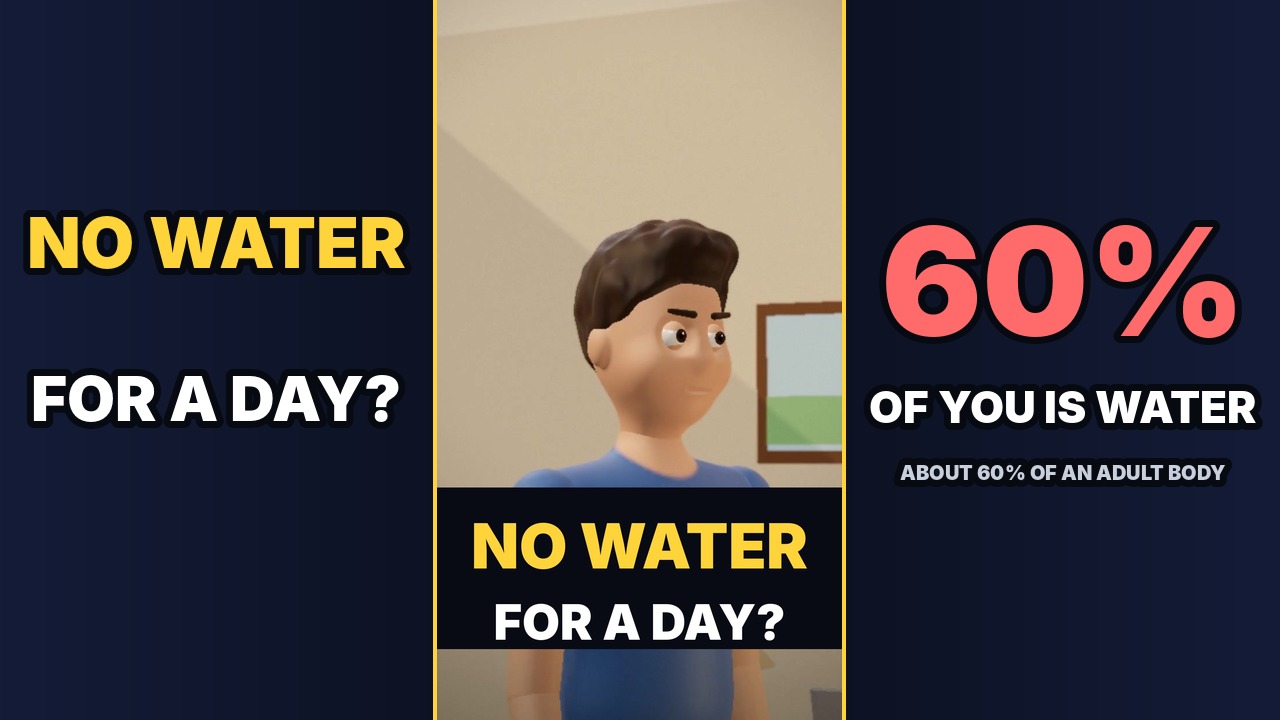 NO WATER
FOR A DAY?
NO WATER
FOR A DAY?
60%
OF YOU IS WATER
ABOUT 60% OF AN ADULT BODY